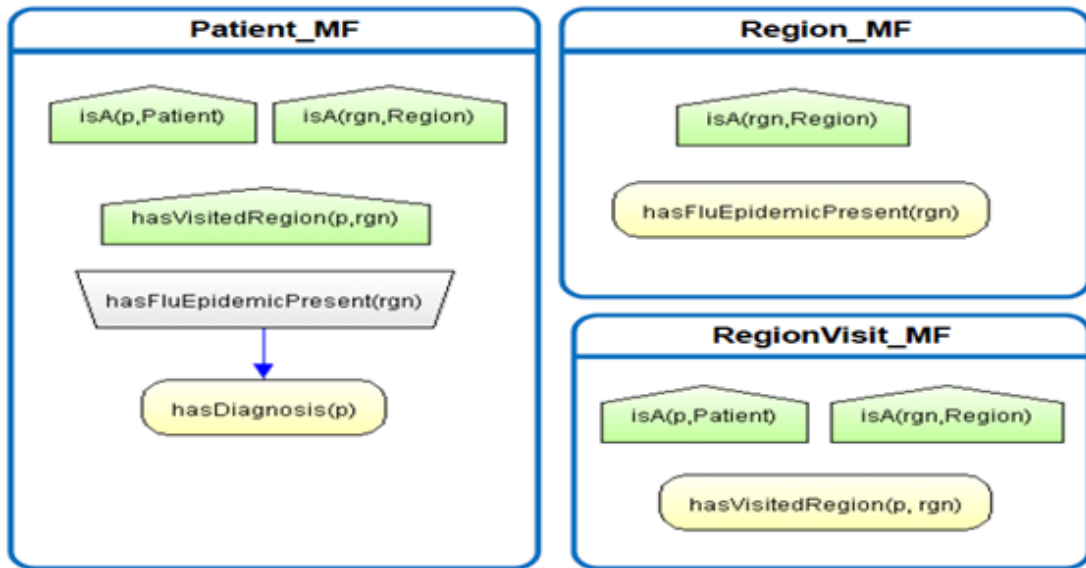 Patient_MF
isA(p,Patient)
isA(rgn,Region)
hasVisitedRegion(p,rgn)
hasFluEpidemicPresent(rgn)
hasDiagnosis(p)
Region_MF
isA(rgn,Region)
hasFluEpidemicPresent(rgn)
RegionVisit_MF
isA(p,Patient)
isA(rgn,Region)
hasVisitedRegion(p, rgn)